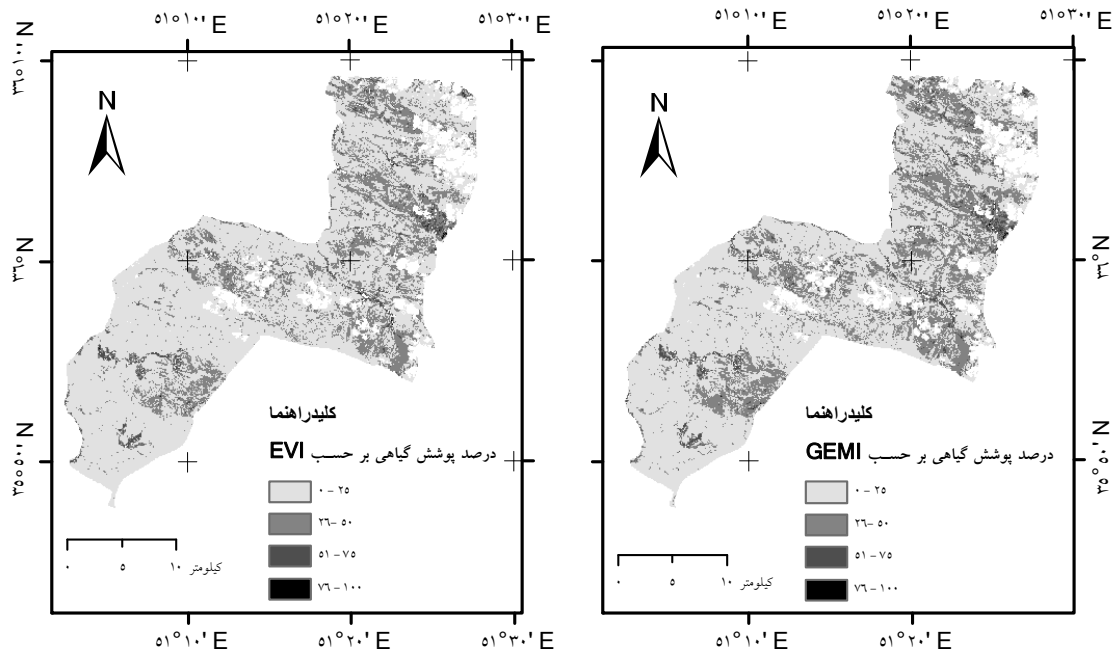 ۵۱°۱۰' E
۵۱°۲۰' E
۵۱°۳۰' E
۳۶°۱۰' N
۳۶°N
۳۵°۵۰' N
N
کلیدراهنما
درصد پوشش گیاهی بر حسب EVI
۰ - ۲۵
۲۶ - ۵۰
۵۱ - ۷۵
۷۶ - ۱۰۰
۰ ۵ ۱۰ کیلومتر
۵۱°۱۰' E
۵۱°۲۰' E
۵۱°۳۰' E
۵۱°۱۰' E
۵۱°۲۰' E
۵۱°۳۰' E
N
۳۶°N
۳۵°۵۰' N
کلیدراهنما
درصد پوشش گیاهی بر حسب GEMI
۰ - ۲۵
۲۶ - ۵۰
۵۱ - ۷۵
۷۶ - ۱۰۰
۰ ۵ ۱۰ کیلومتر
۵۱°۱۰' E
۵۱°۲۰' E